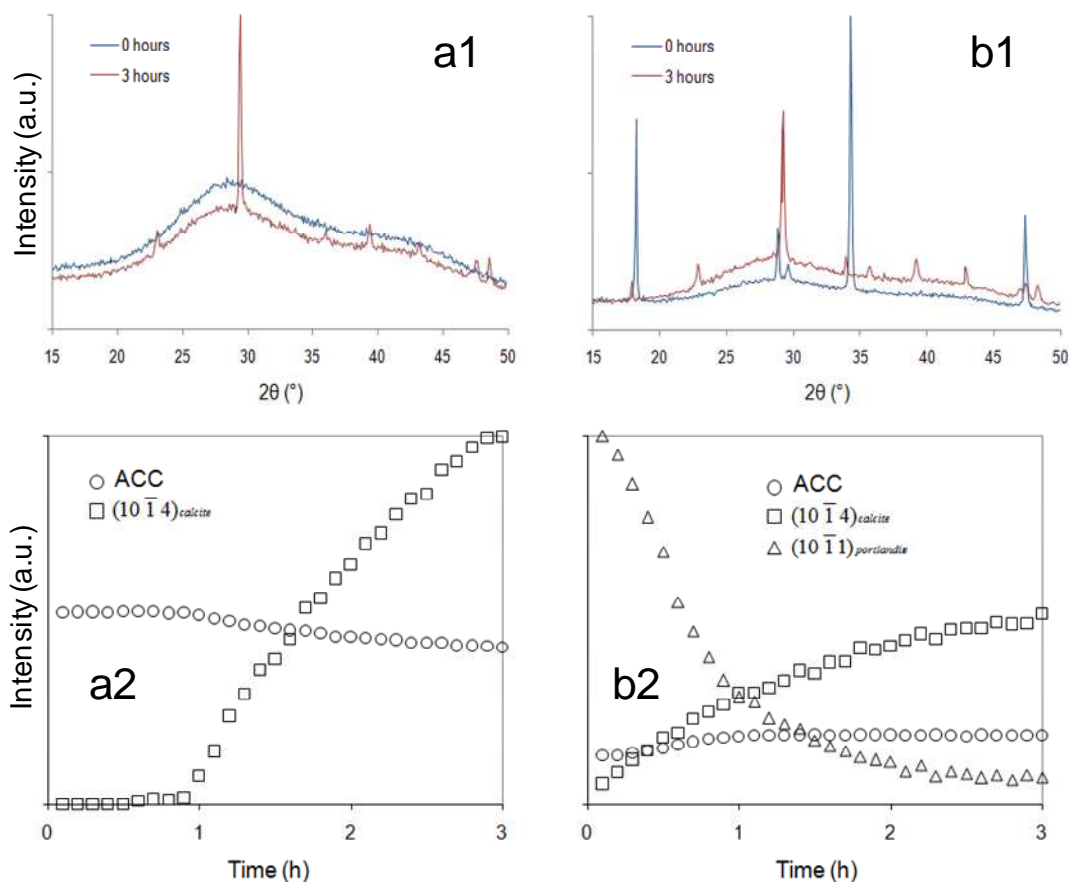 Intensity (a.u.)
0 hours
3 hours
a1
15 20 25 30 35 40 45 50
2θ (°)
0 hours
3 hours
b1
15 20 25 30 35 40 45 50
2θ (°)
Intensity (a.u.)
ACC
(10 1̅ 4)calcite
a2
0 1 2 3
Time (h)
ACC
(10 1̅ 4)calcite
(10 1̅ 1)portlandite
b2
0 1 2 3
Time (h)